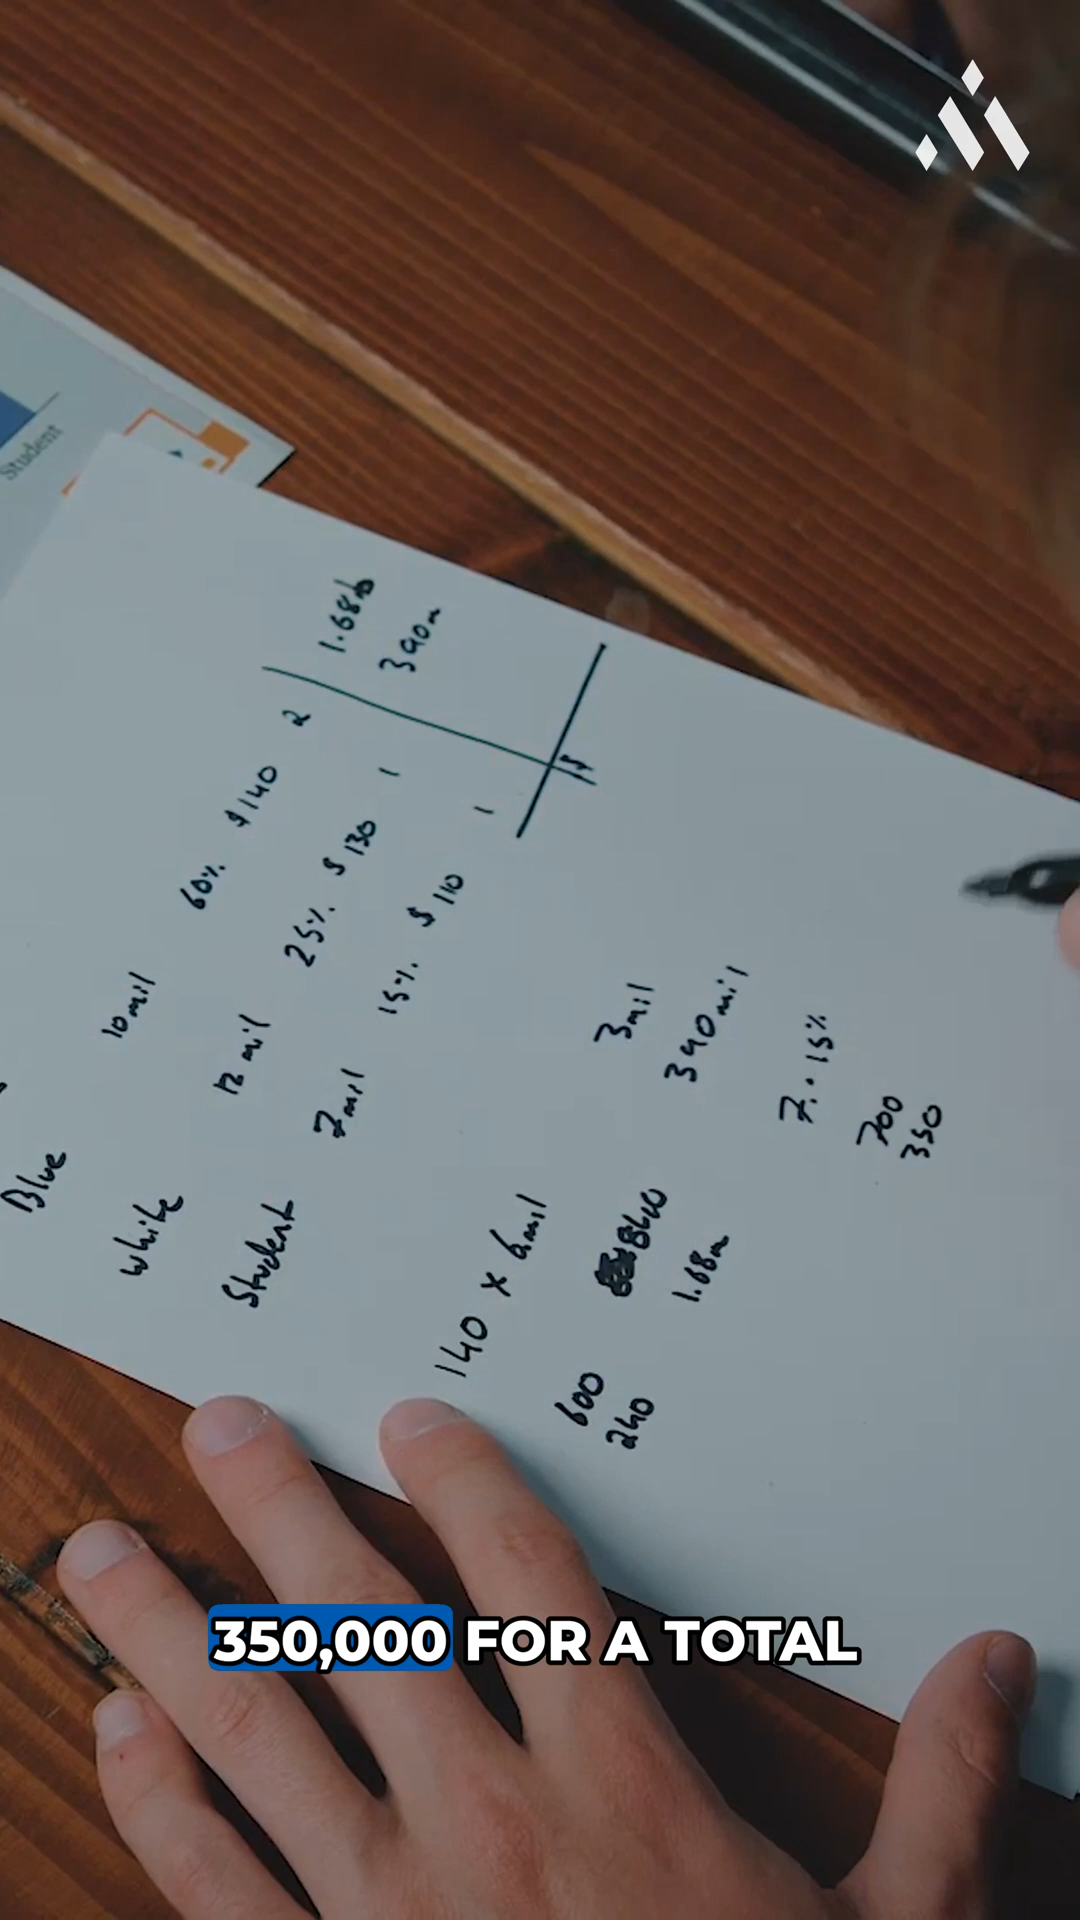 Student
Blue 10mil 60% $140 2 1.68b
White 12mil 25% $130 1 390m
Student 7mil 15% $110 1
$
140 x 6mil 3mil
600 840 390mil
240 1.68m
7.15%
700
350
350,000 FOR A TOTAL